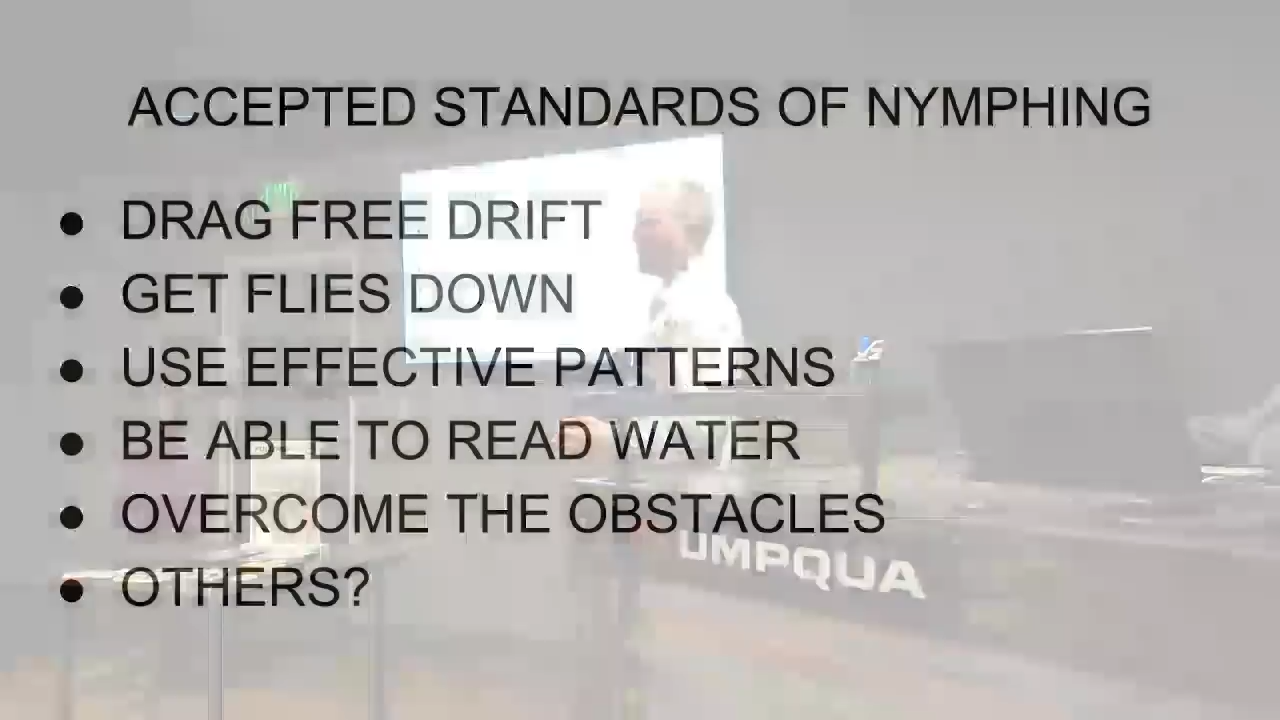 ACCEPTED STANDARDS OF NYMPHING
● DRAG FREE DRIFT
● GET FLIES DOWN
● USE EFFECTIVE PATTERNS
● BE ABLE TO READ WATER
● OVERCOME THE OBSTACLES
● OTHERS?
UMPQUA